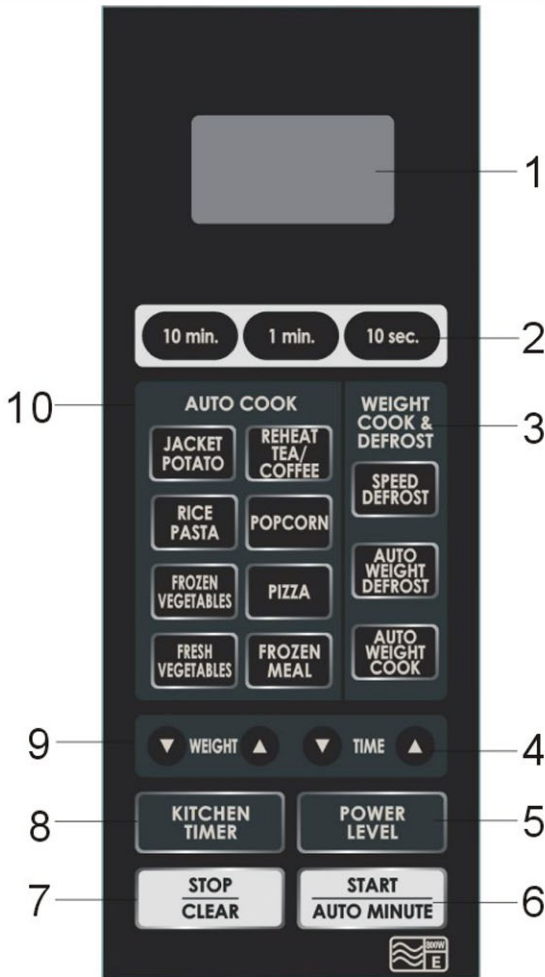 1
10 min.
1 min.
10 sec.
2
10
AUTO COOK
JACKET
POTATO
REHEAT
TEA/
COFFEE
RICE
PASTA
POPCORN
FROZEN
VEGETABLES
PIZZA
FRESH
VEGETABLES
FROZEN
MEAL
WEIGHT
COOK &
DEFROST
3
SPEED
DEFROST
AUTO
WEIGHT
DEFROST
AUTO
WEIGHT
COOK
9
▼ WEIGHT ▲
▼ TIME ▲
4
8
KITCHEN
TIMER
POWER
LEVEL
5
7
STOP
CLEAR
START
AUTO MINUTE
6
800W
E